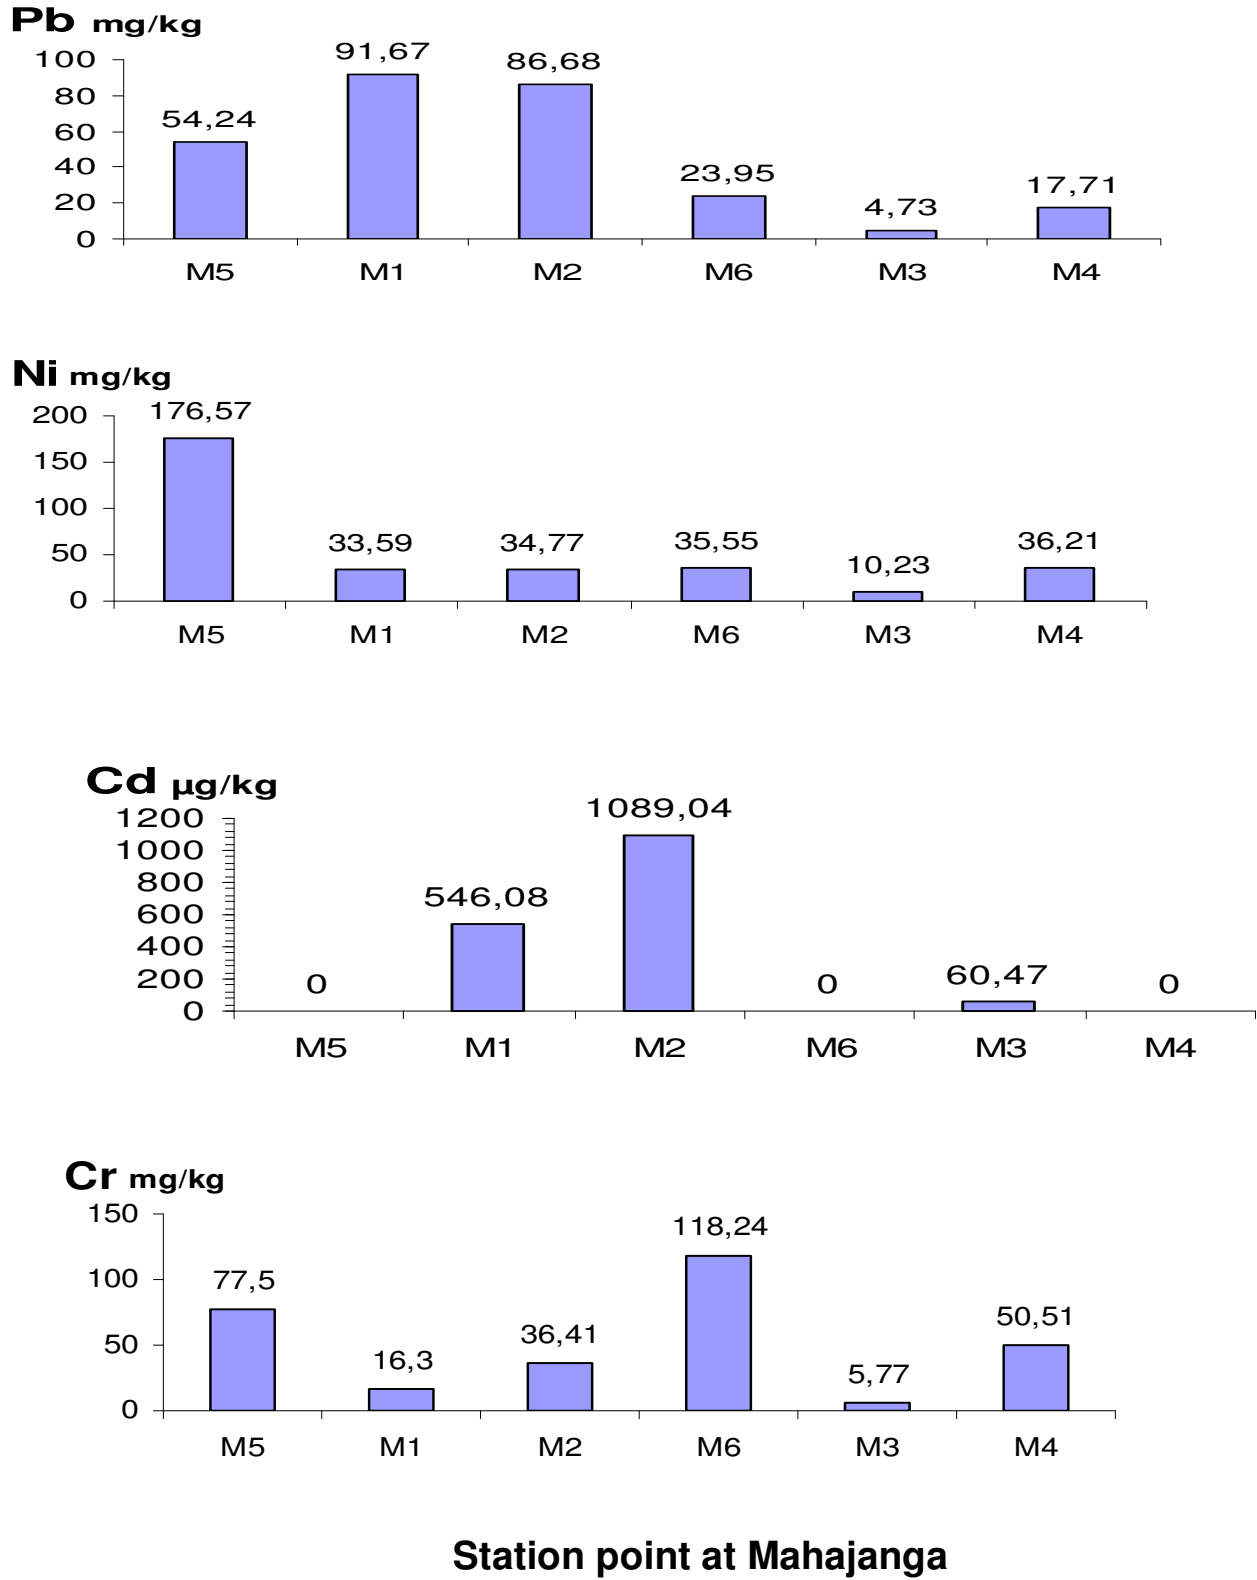 Pb mg/kg
100 91,67 86,68
80 54,24
60
40 23,95 17,71
20 4,73
0
M5 M1 M2 M6 M3 M4
Ni mg/kg
200 176,57
150
100
50 33,59 34,77 35,55 10,23 36,21
0
M5 M1 M2 M6 M3 M4
Cd µg/kg
1200 1089,04
1000
800
600 546,08
400
200 0 0 60,47 0
0
M5 M1 M2 M6 M3 M4
Cr mg/kg
150 118,24
100 77,5
50 16,3 36,41 5,77 50,51
0
M5 M1 M2 M6 M3 M4
Station point at Mahajanga